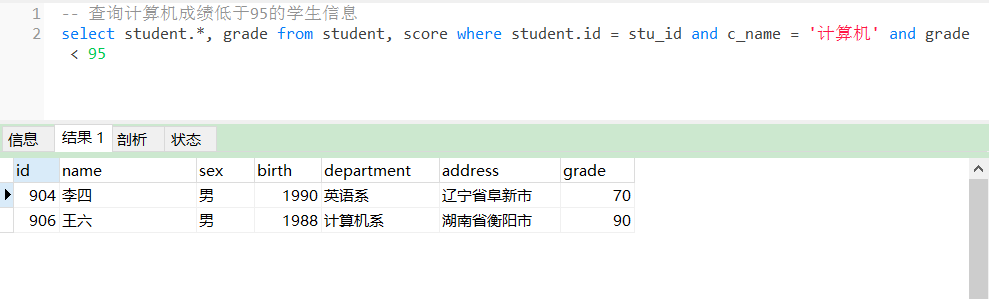 1 -- 查询计算机成绩低于95的学生信息
2 select student.*, grade from student, score where student.id = stu_id and c_name = '计算机' and grade
< 95
信息 结果 1 剖析 状态
id name sex birth department address grade
904 李四 男 1990 英语系 辽宁省阜新市 70
906 王六 男 1988 计算机系 湖南省衡阳市 90